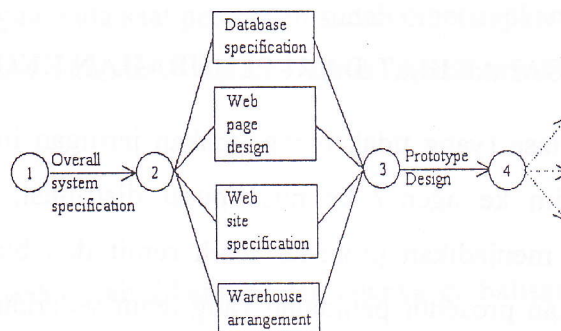 Database
specification
Web
page
design
1
Overall
system
specification
2
3
Prototype
Design
4
Web
site
specification
Warehouse
arrangement